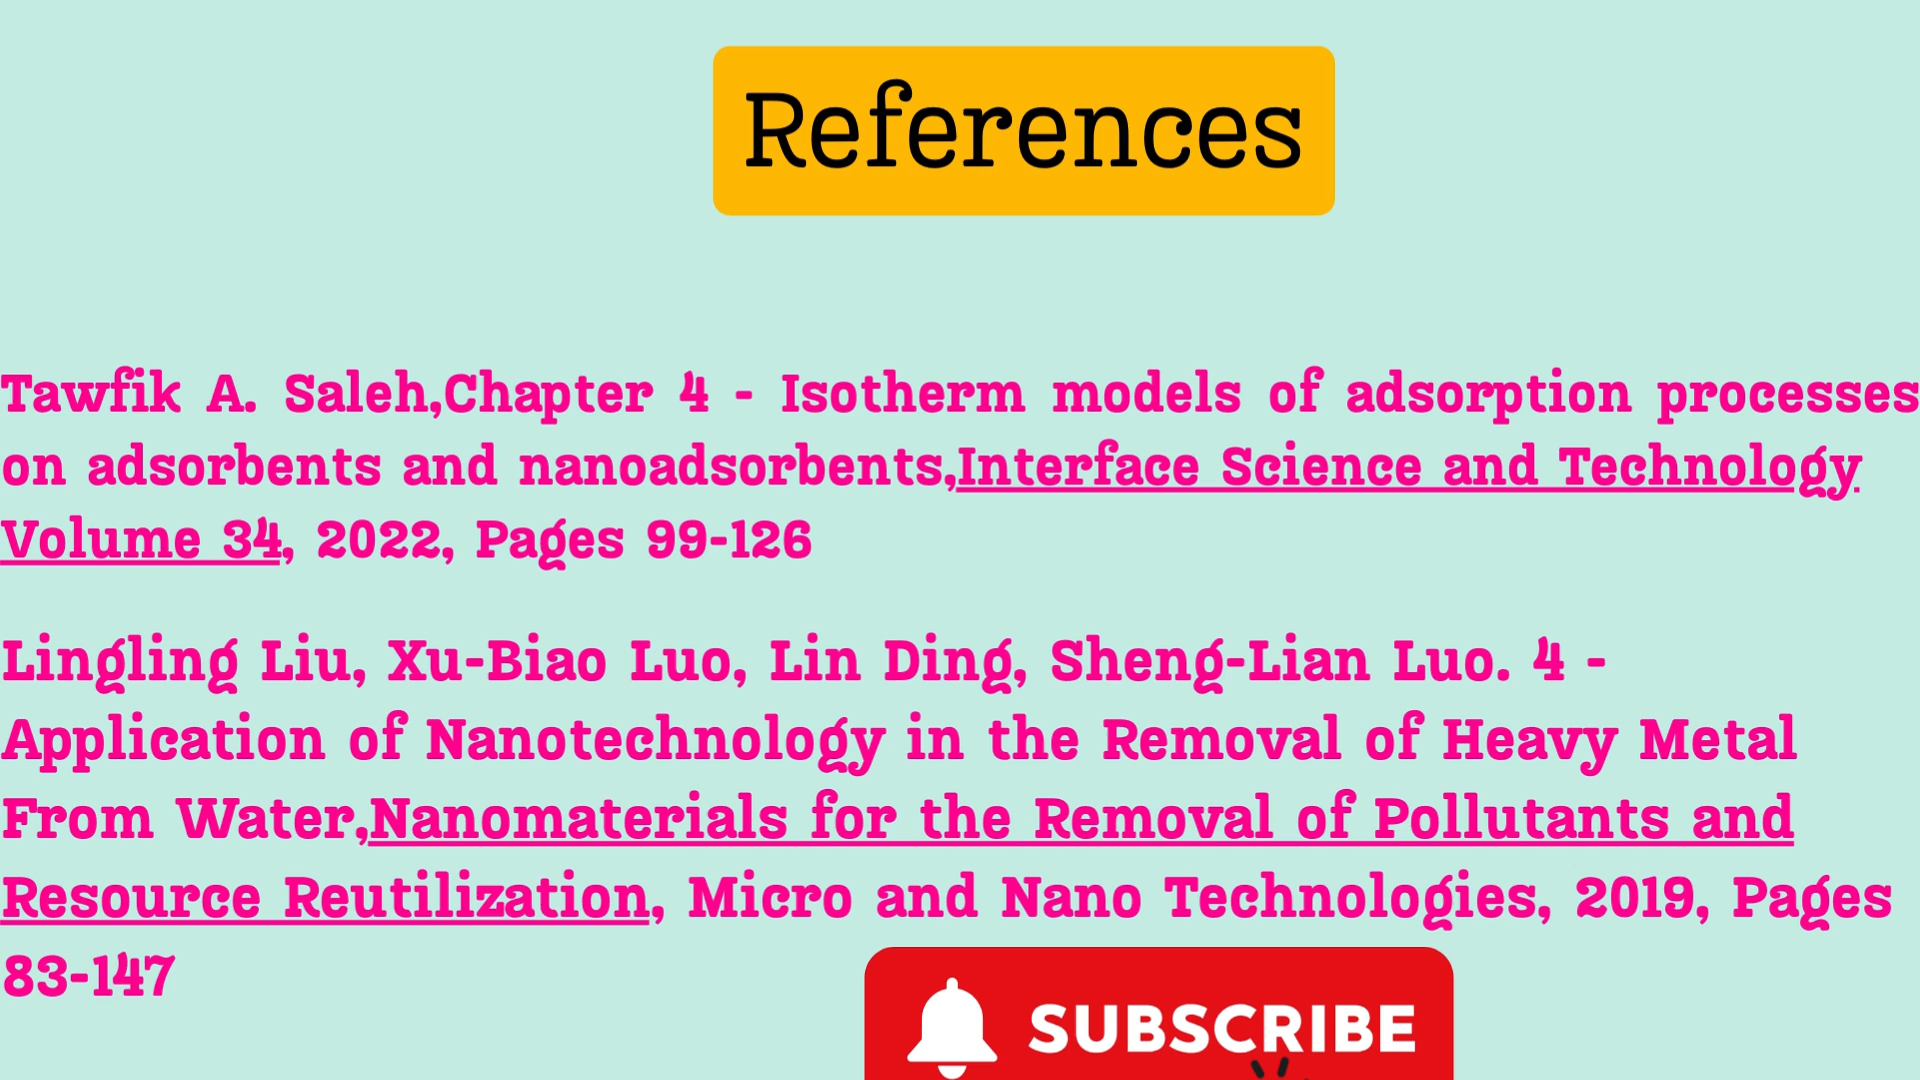 References
Tawfik A. Saleh,Chapter 4 - Isotherm models of adsorption processes
on adsorbents and nanoadsorbents,Interface Science and Technology
Volume 34, 2022, Pages 99-126
Lingling Liu, Xu-Biao Luo, Lin Ding, Sheng-Lian Luo. 4 -
Application of Nanotechnology in the Removal of Heavy Metal
From Water,Nanomaterials for the Removal of Pollutants and
Resource Reutilization, Micro and Nano Technologies, 2019, Pages
83-147
SUBSCRIBE